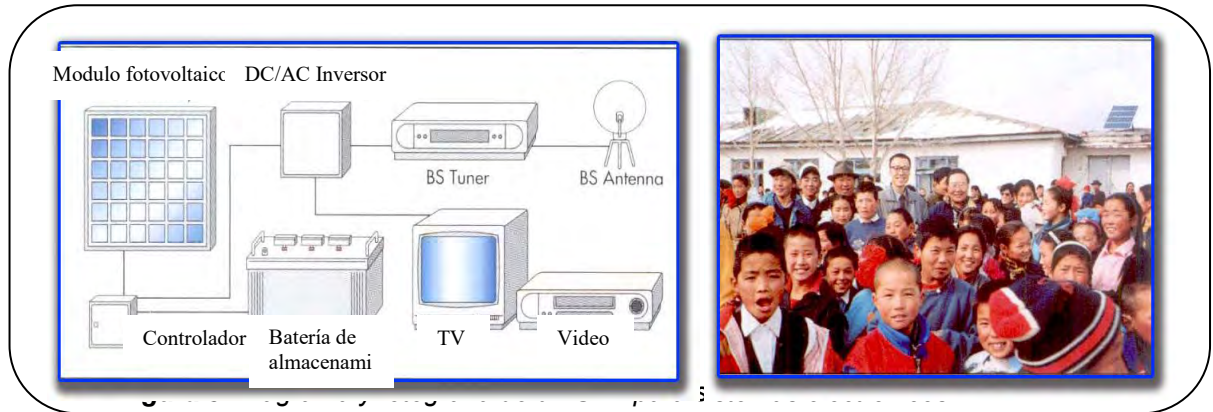 Modulo fotovoltaico DC/AC Inversor
BS Tuner
BS Antenna
Controlador
Batería de
almacenami
TV
Video